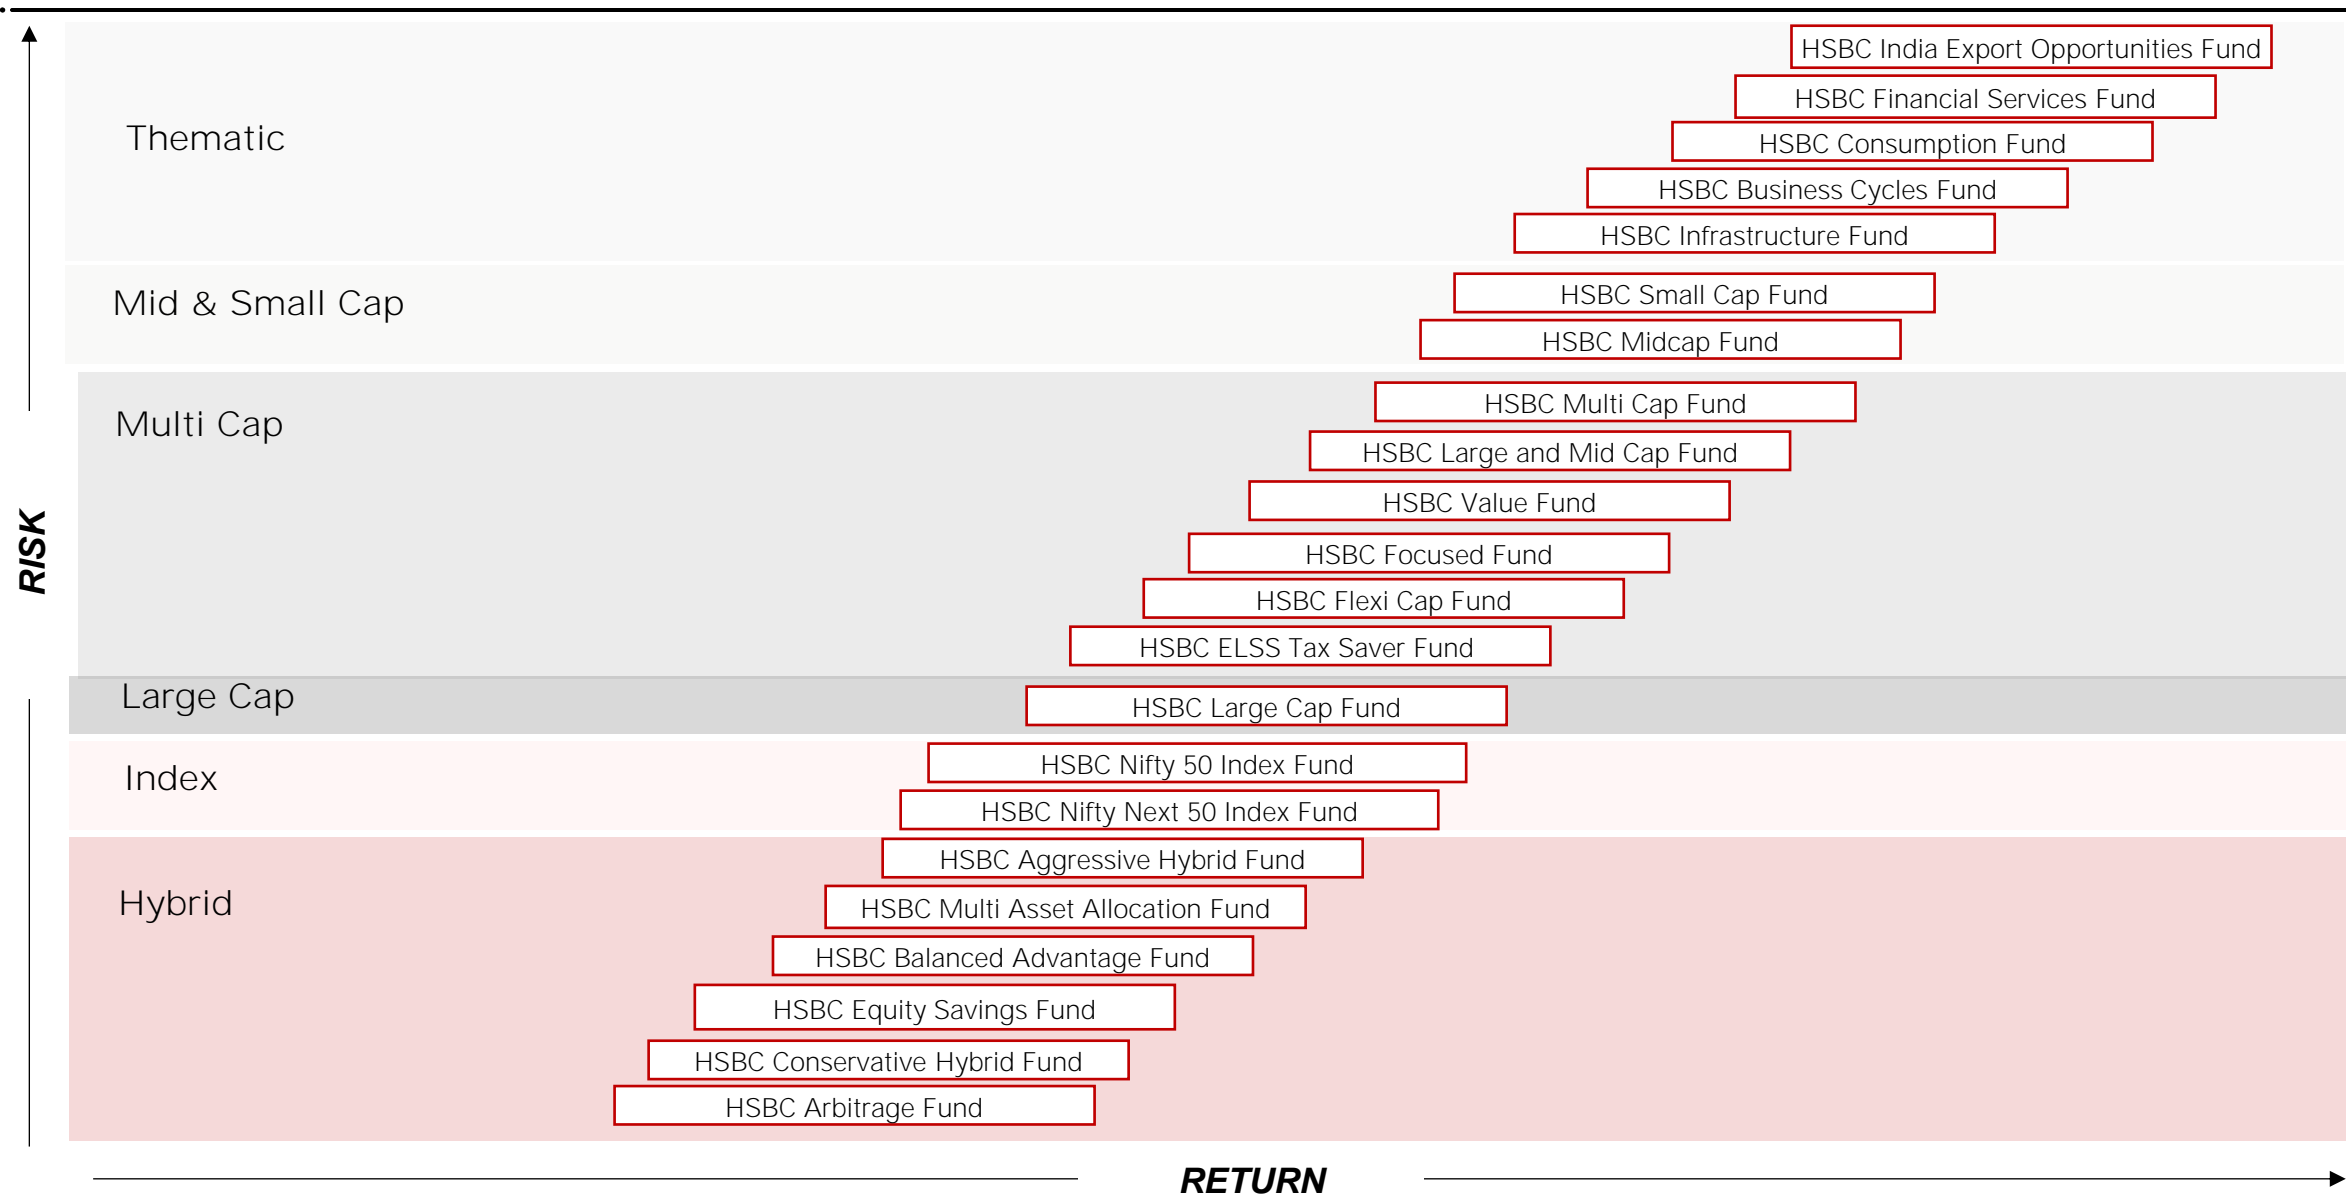 HSBC India Export Opportunities Fund
HSBC Financial Services Fund
Thematic
HSBC Consumption Fund
HSBC Business Cycles Fund
HSBC Infrastructure Fund
Mid & Small Cap
HSBC Small Cap Fund
HSBC Midcap Fund
Multi Cap
HSBC Multi Cap Fund
HSBC Large and Mid Cap Fund
HSBC Value Fund
RISK
HSBC Focused Fund
HSBC Flexi Cap Fund
HSBC ELSS Tax Saver Fund
Large Cap
HSBC Large Cap Fund
Index
HSBC Nifty 50 Index Fund
HSBC Nifty Next 50 Index Fund
HSBC Aggressive Hybrid Fund
Hybrid
HSBC Multi Asset Allocation Fund
HSBC Balanced Advantage Fund
HSBC Equity Savings Fund
HSBC Conservative Hybrid Fund
HSBC Arbitrage Fund
RETURN